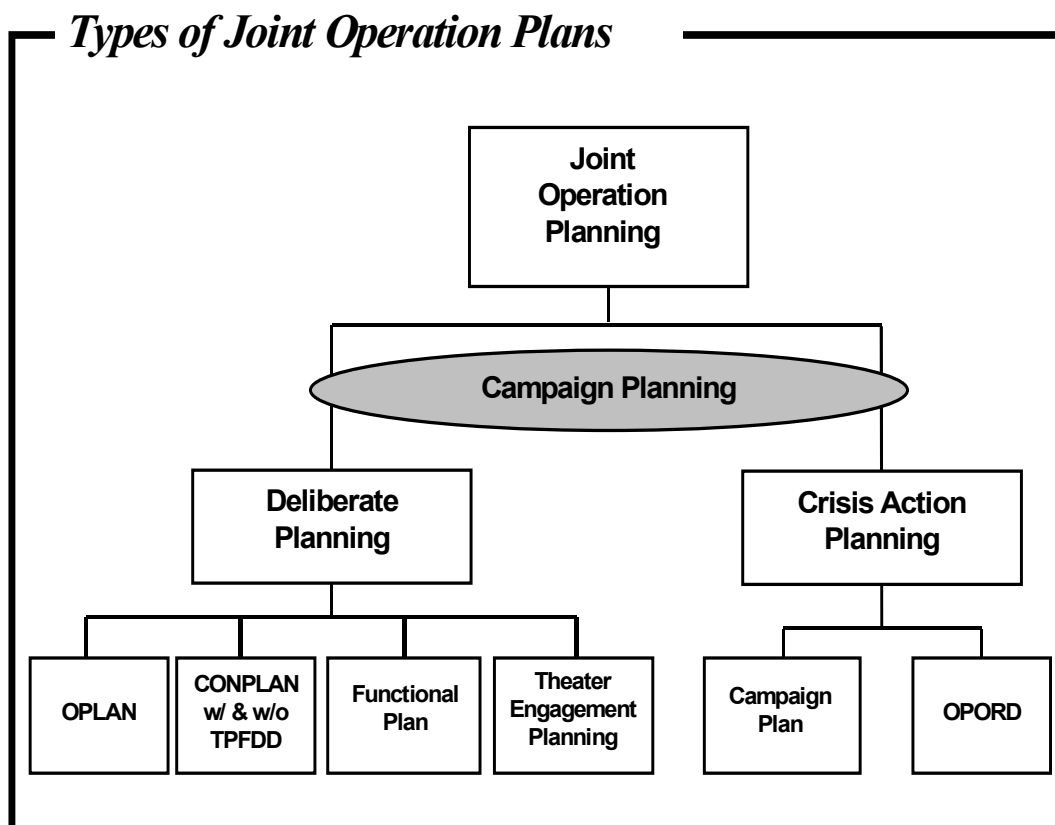 Types of Joint Operation Plans
Joint
Operation
Planning
Campaign Planning
Deliberate
Planning
Crisis Action
Planning
OPLAN
CONPLAN
w/ & w/o
TPFDD
Functional
Plan
Theater
Engagement
Planning
Campaign
Plan
OPORD